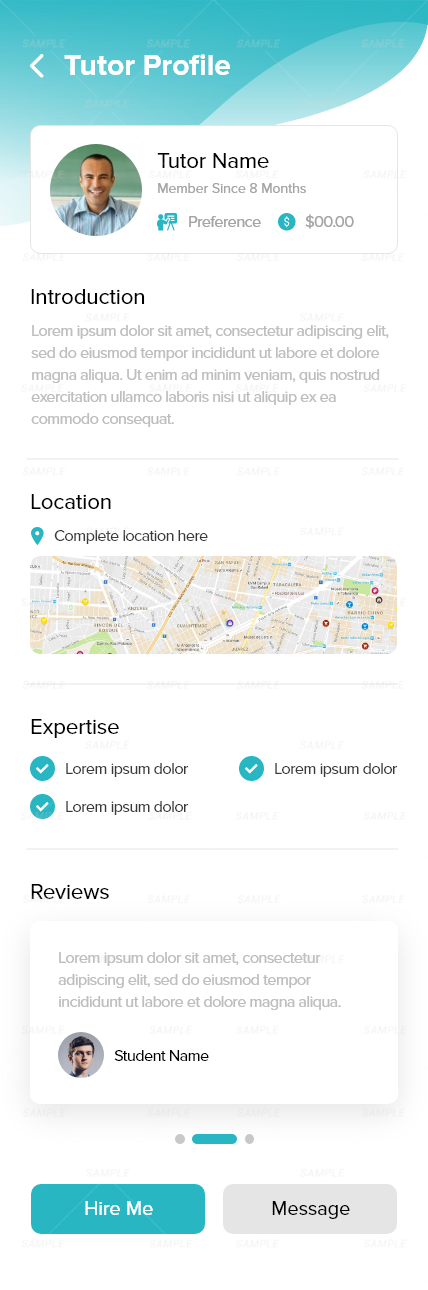 Tutor Profile
Tutor Name
Member Since 8 Months
Preference $00.00
Introduction
Lorem ipsum dolor sit amet, consectetur adipiscing elit,
sed do eiusmod tempor incididunt ut labore et dolore
magna aliqua. Ut enim ad minim veniam, quis nostrud
exercitation ullamco laboris nisi ut aliquip ex ea
commodo consequat.
Location
Complete location here
Expertise
Lorem ipsum dolor Lorem ipsum dolor
Lorem ipsum dolor
Reviews
Lorem ipsum dolor sit amet, consectetur
adipiscing elit, sed do eiusmod tempor
incididunt ut labore et dolore magna aliqua.
Student Name
Hire Me Message